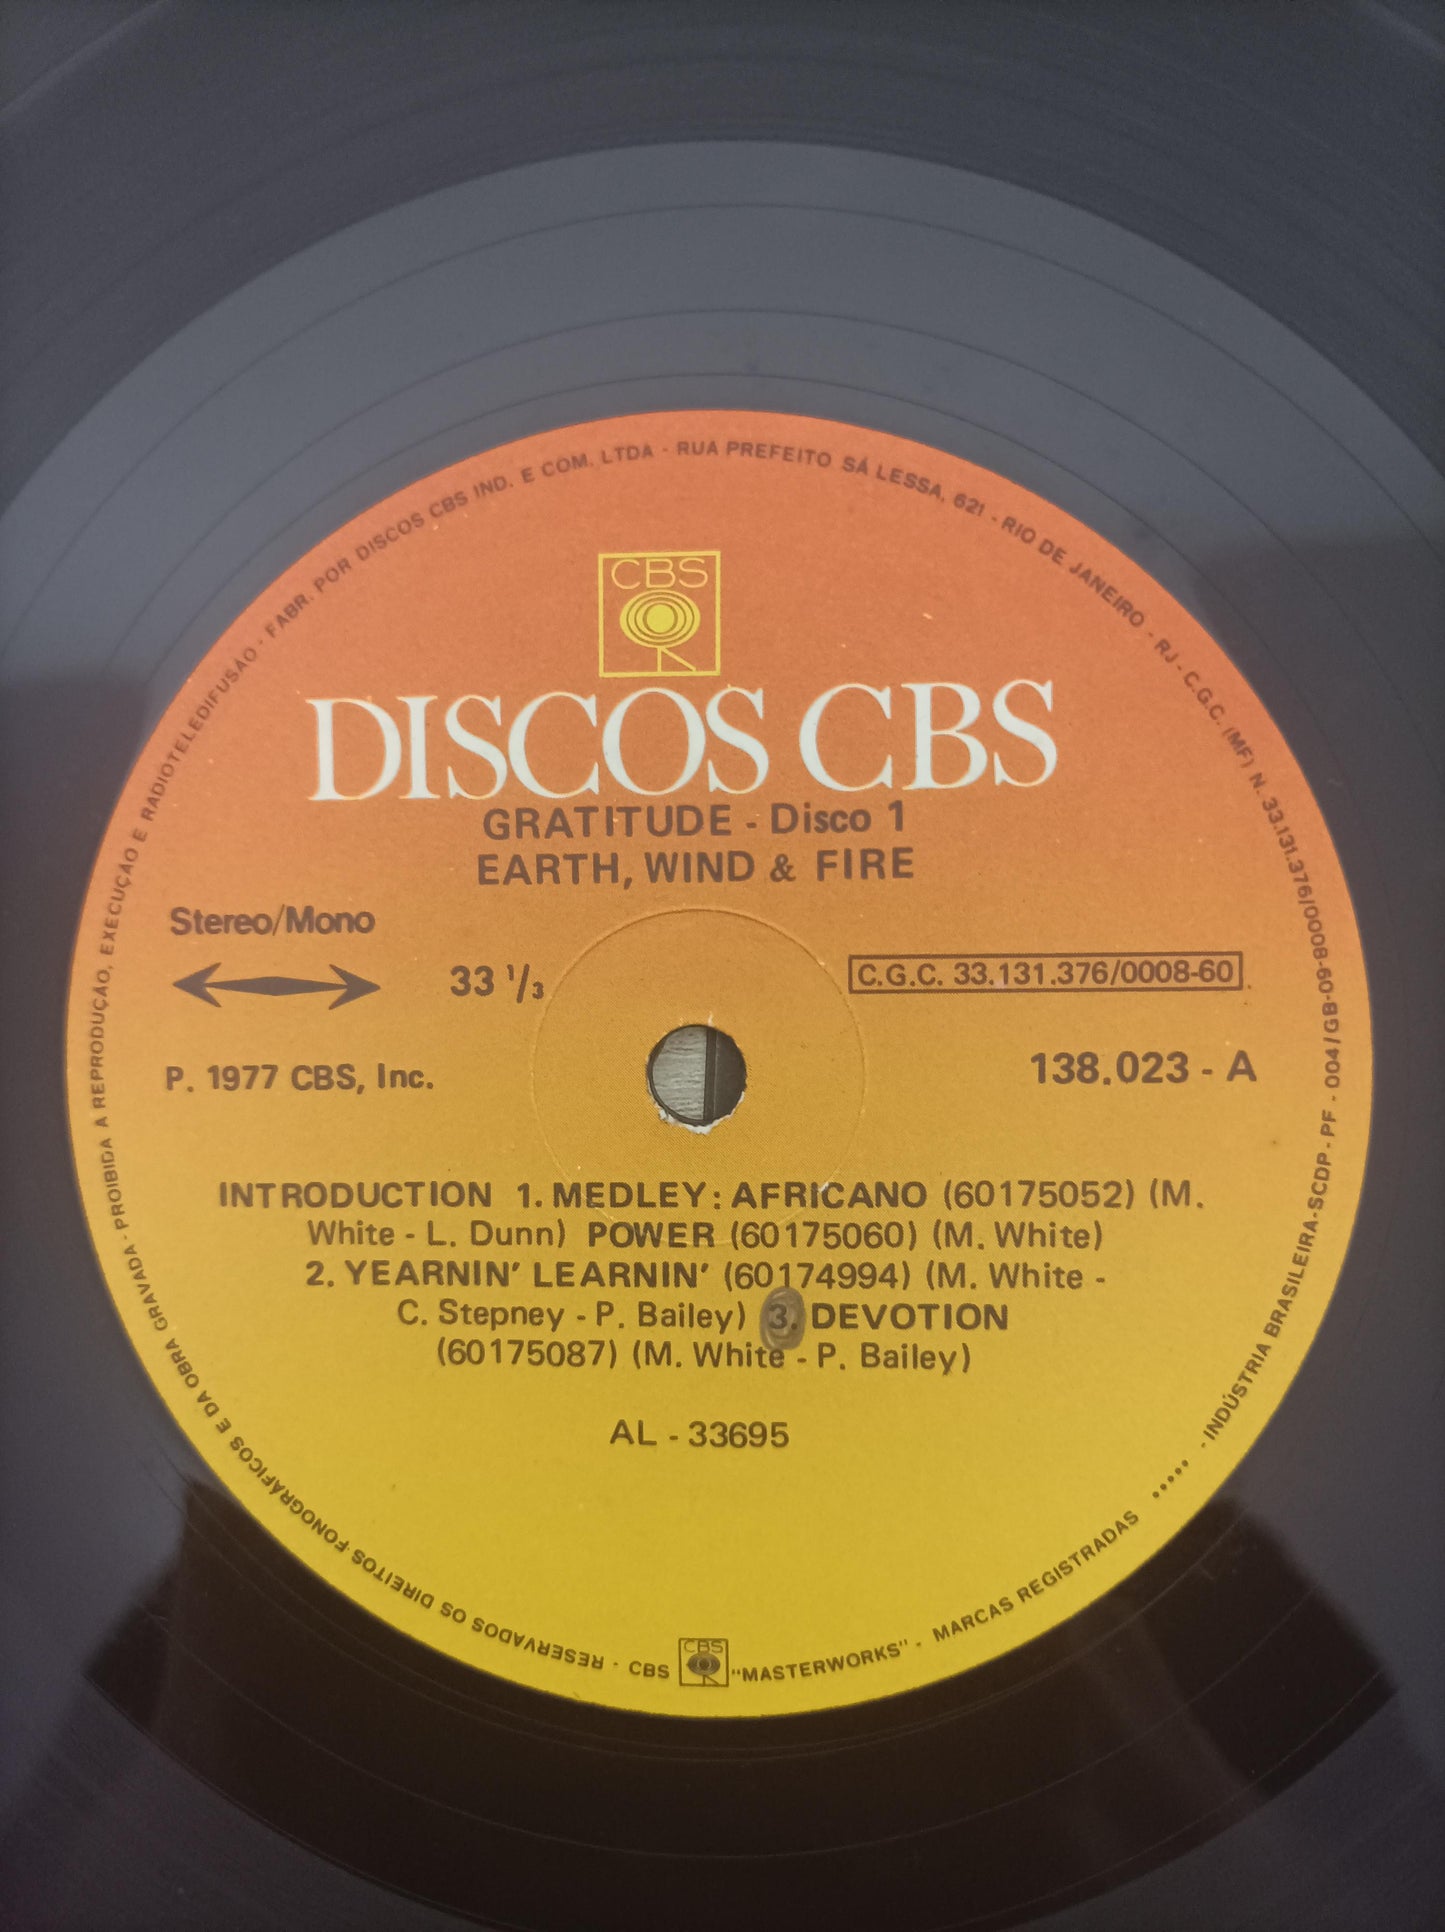 CBS
DISCOS CBS
GRATITUDE - Disco 1
EARTH, WIND & FIRE
Stereo/Mono
33 1/3
C.G.C. 33.131.376/0008-60
P. 1977 CBS, Inc.
138.023 - A
INTRODUCTION 1. MEDLEY: AFRICANO (60175052) (M.
White - L. Dunn) POWER (60175060) (M. White)
2. YEARNIN' LEARNIN' (60174994) (M. White -
C. Stepney - P. Bailey) 3. DEVOTION
(60175087) (M. White - P. Bailey)
AL - 33695
RESERVADOS OS DIREITOS FONOGRÁFICOS E DA OBRA GRAVADA - PROIBIDA A REPRODUÇÃO, EXECUÇÃO E RADIOTELEDIFUSÃO - FABR. POR DISCOS CBS IND. E COM. LTDA - RUA PREFEITO SÁ LESSA, 621 - RIO DE JANEIRO - RJ - C.G.C. (MF) N. 33.131.376/0008-60/GB-004 - PF - SCDP - INDÚSTRIA BRASILEIRA - .....
CBS CBS "MASTERWORKS" - MARCAS REGISTRADAS